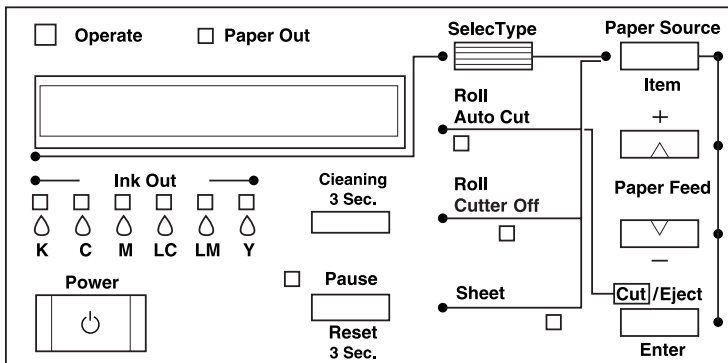 Operate
Paper Out
SelecType
Paper Source
Item
Roll
Auto Cut
+
Ink Out
K C M LC LM Y
Cleaning
3 Sec.
Roll
Cutter Off
Paper Feed
−
Power
Pause
Reset
3 Sec.
Sheet
Cut /Eject
Enter